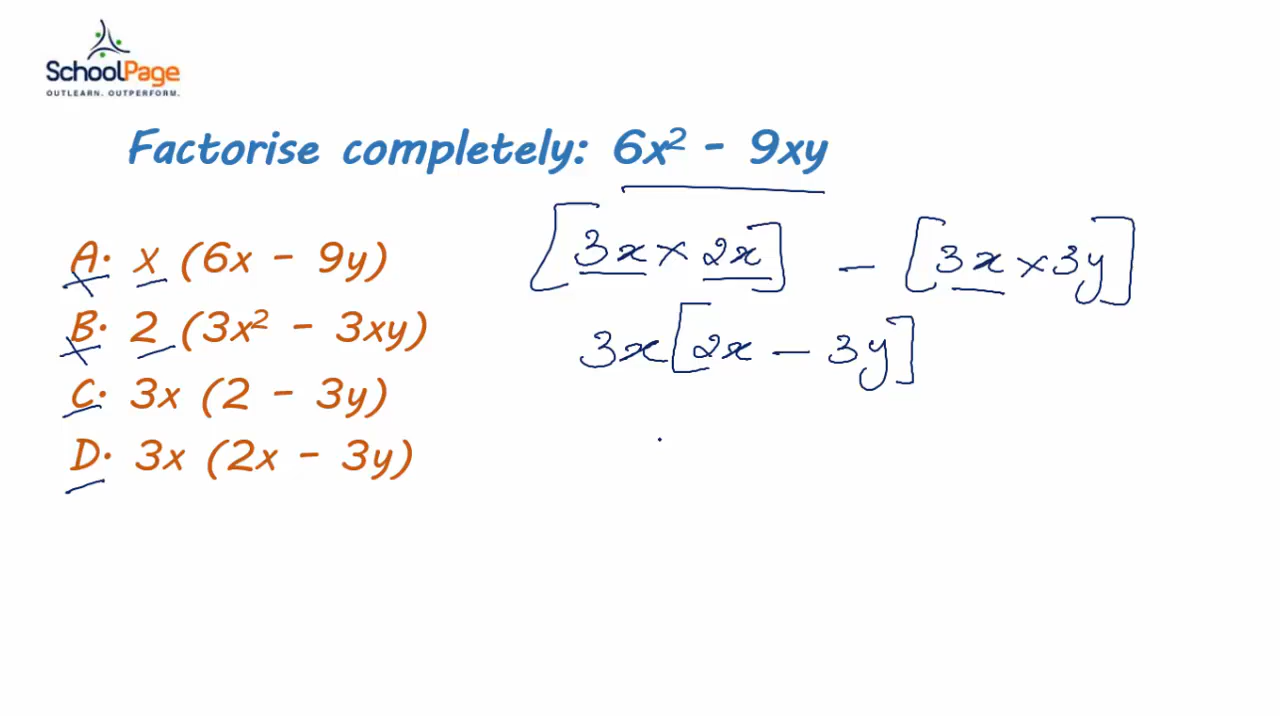 SchoolPage
OUTLEARN. OUTPERFORM.
Factorise completely: 6x² - 9xy
A. x (6x - 9y)
B. 2 (3x² - 3xy)
C. 3x (2 - 3y)
D. 3x (2x - 3y)
[3x × 2x] - [3x × 3y]
3x[2x - 3y]